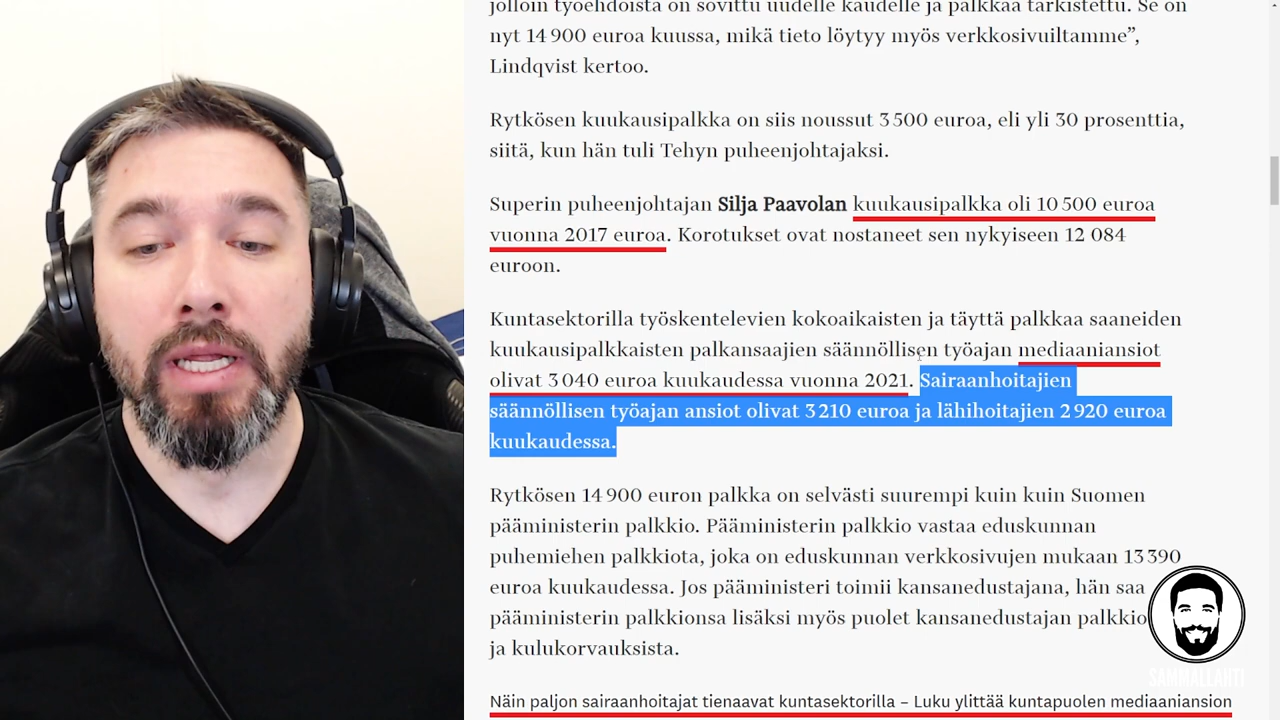 jolloin työehdoista on sovittu uudelle kaudelle ja palkkaa tarkistettu. Se on
nyt 14 900 euroa kuussa, mikä tieto löytyy myös verkkosivuiltamme”,
Lindqvist kertoo.
Rytkösen kuukausipalkka on siis noussut 3 500 euroa, eli yli 30 prosenttia,
siitä, kun hän tuli Tehyn puheenjohtajaksi.
Superin puheenjohtajan Silja Paavolan kuukausipalkka oli 10 500 euroa
vuonna 2017 euroa. Korotukset ovat nostaneet sen nykyiseen 12 084
euroon.
Kuntasektorilla työskentelevien kokoaikaisten ja täyttä palkkaa saaneiden
kuukausipalkkaisten palkansaajien säännöllisen työajan mediaaniansiot
olivat 3 040 euroa kuukaudessa vuonna 2021. Sairaanhoitajien
säännöllisen työajan ansiot olivat 3 210 euroa ja lähihoitajien 2 920 euroa
kuukaudessa.
Rytkösen 14 900 euron palkka on selvästi suurempi kuin kuin Suomen
pääministerin palkkio. Pääministerin palkkio vastaa eduskunnan
puhemiehen palkkiota, joka on eduskunnan verkkosivujen mukaan 13 390
euroa kuukaudessa. Jos pääministeri toimii kansanedustajana, hän saa
pääministerin palkkionsa lisäksi myös puolet kansanedustajan palkkio
ja kulukorvauksista.
SAMMALLAHTI
Näin paljon sairaanhoitajat tienaavat kuntasektorilla – Luku ylittää kuntapuolen mediaaniansion